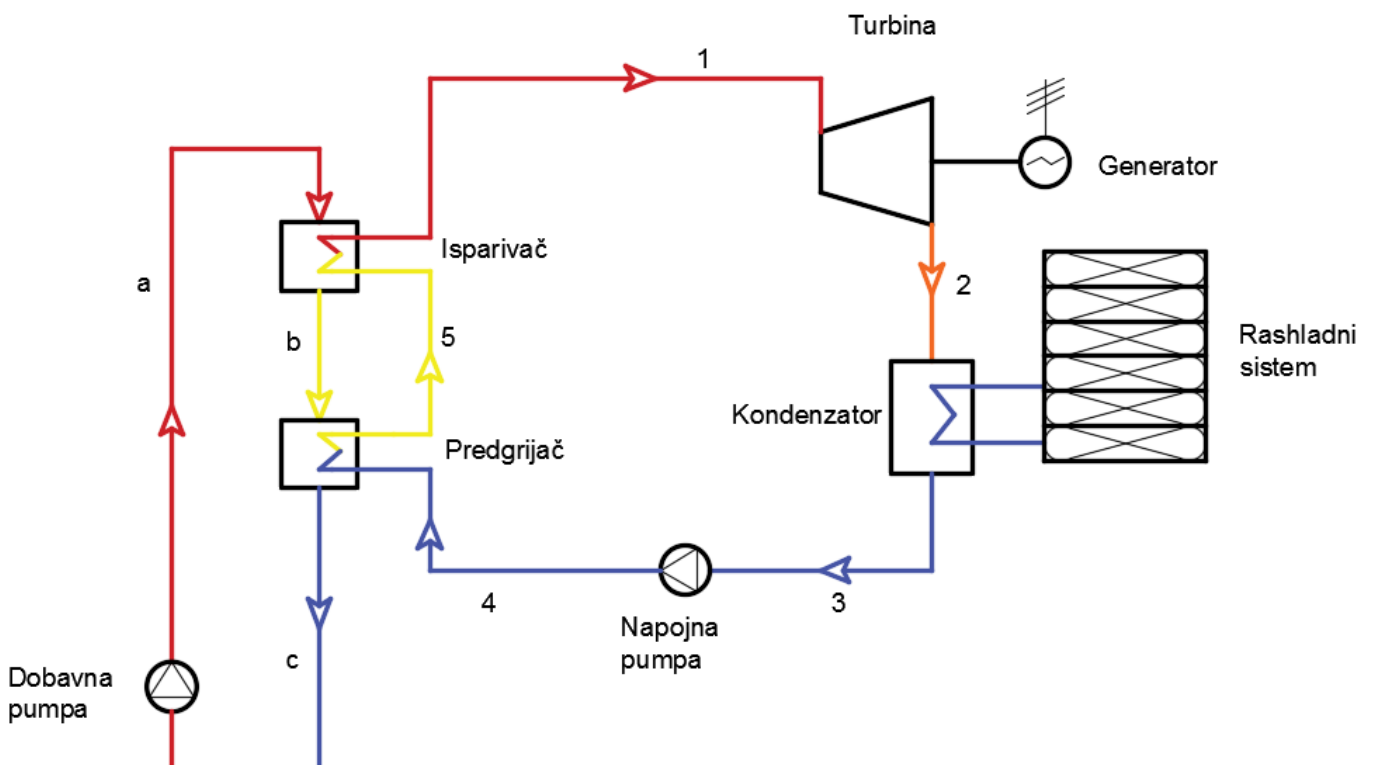 Turbina
1
Generator
Isparivač
a
2
b
5
Rashladni
sistem
Kondenzator
Predgrijač
4
3
Napojna
pumpa
c
Dobavna
pumpa